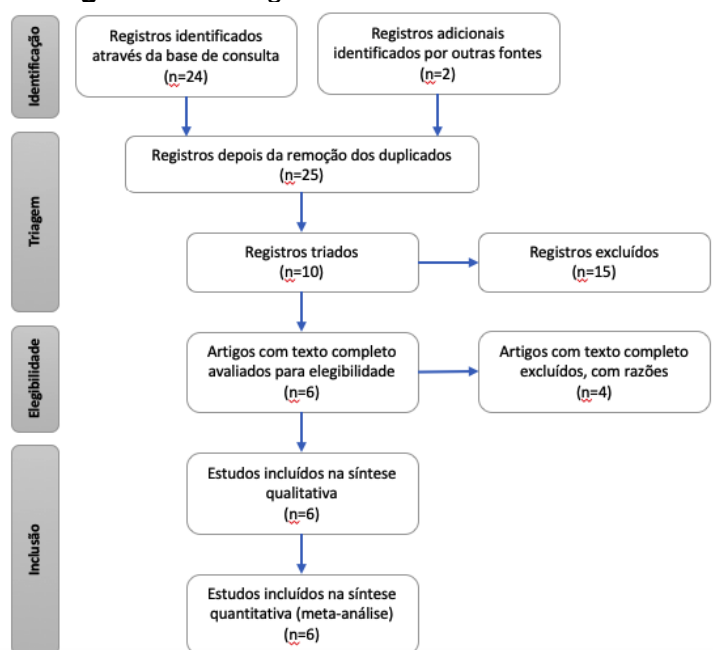 Identificação
Registros identificados
através da base de consulta
(n=24)
Registros adicionais
identificados por outras fontes
(n=2)
Triagem
Registros depois da remoção dos duplicados
(n=25)
Registros triados
(n=10)
Registros excluídos
(n=15)
Elegibilidade
Artigos com texto completo
avaliados para elegibilidade
(n=6)
Artigos com texto completo
excluídos, com razões
(n=4)
Inclusão
Estudos incluídos na síntese
qualitativa
(n=6)
Estudos incluídos na síntese
quantitativa (meta-análise)
(n=6)